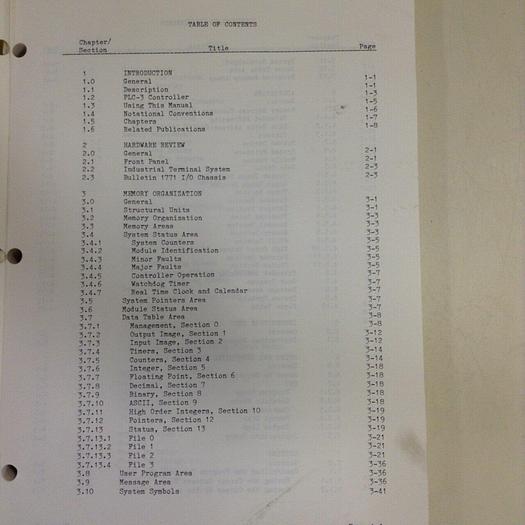 TABLE OF CONTENTS
Chapter/
Section Title Page
1 INTRODUCTION
1.0 General 1-1
1.1 Description 1-1
1.2 PLC-3 Controller 1-3
1.3 Using This Manual 1-5
1.4 Notational Conventions 1-6
1.5 Chapters 1-7
1.6 Related Publications 1-8
2 HARDWARE REVIEW
2.0 General 2-1
2.1 Front Panel 2-1
2.2 Industrial Terminal System 2-3
2.3 Bulletin 1771 I/O Chassis 2-3
3 MEMORY ORGANIZATION
3.0 General 3-1
3.1 Structural Units 3-1
3.2 Memory Organization 3-3
3.3 Memory Areas 3-3
3.4 System Status Area 3-3
3.4.1 System Counters 3-5
3.4.2 Module Identification 3-5
3.4.3 Minor Faults 3-5
3.4.4 Major Faults 3-5
3.4.5 Controller Operation 3-7
3.4.6 Watchdog Timer 3-7
3.4.7 Real Time Clock and Calendar 3-7
3.5 System Pointers Area 3-7
3.6 Module Status Area 3-7
3.7 Data Table Area 3-8
3.7.1 Management, Section 0 3-8
3.7.2 Output Image, Section 1 3-12
3.7.3 Input Image, Section 2 3-12
3.7.4 Timers, Section 3 3-14
3.7.5 Counters, Section 4 3-14
3.7.6 Integer, Section 5 3-18
3.7.7 Floating Point, Section 6 3-18
3.7.8 Decimal, Section 7 3-18
3.7.9 Binary, Section 8 3-18
3.7.10 ASCII, Section 9 3-18
3.7.11 High Order Integers, Section 10 3-19
3.7.12 Pointers, Section 12 3-19
3.7.13 Status, Section 13 3-19
3.7.13.1 File 0 3-21
3.7.13.2 File 1 3-21
3.7.13.3 File 2 3-21
3.7.13.4 File 3 3-36
3.8 User Program Area 3-36
3.9 Message Area 3-36
3.10 System Symbols 3-41